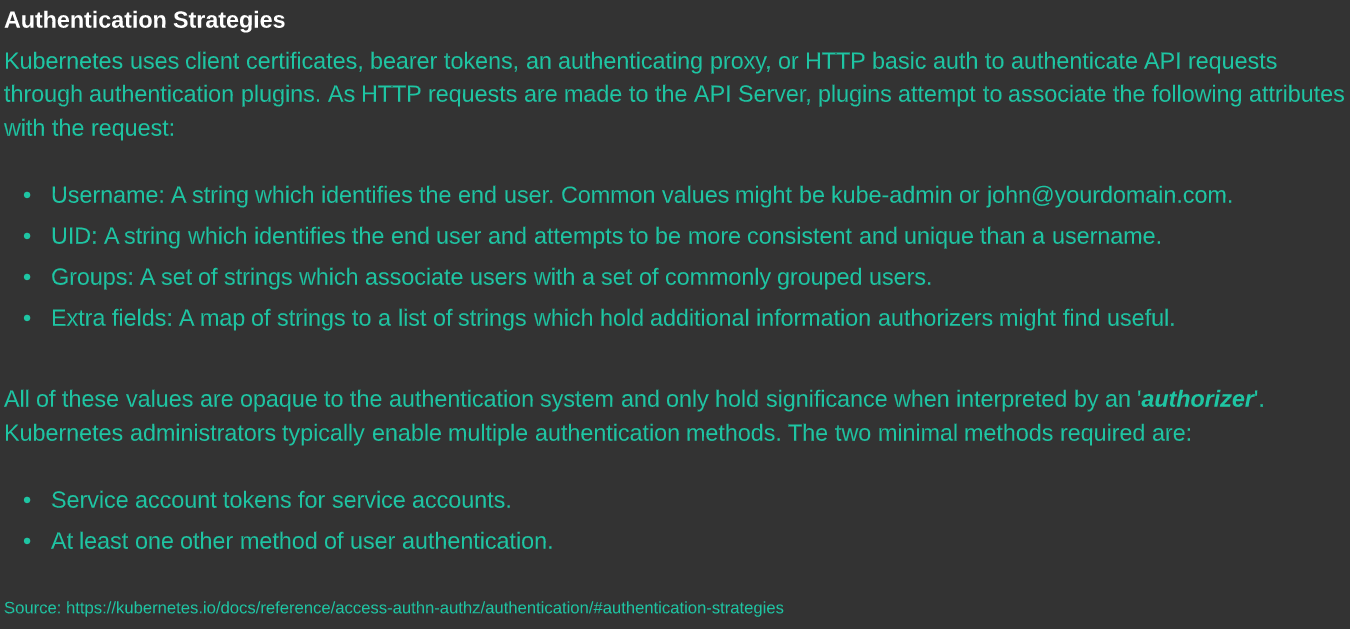 Authentication Strategies
Kubernetes uses client certificates, bearer tokens, an authenticating proxy, or HTTP basic auth to authenticate API requests
through authentication plugins. As HTTP requests are made to the API Server, plugins attempt to associate the following attributes
with the request:
• Username: A string which identifies the end user. Common values might be kube-admin or john@yourdomain.com.
• UID: A string which identifies the end user and attempts to be more consistent and unique than a username.
• Groups: A set of strings which associate users with a set of commonly grouped users.
• Extra fields: A map of strings to a list of strings which hold additional information authorizers might find useful.
All of these values are opaque to the authentication system and only hold significance when interpreted by an 'authorizer'.
Kubernetes administrators typically enable multiple authentication methods. The two minimal methods required are:
• Service account tokens for service accounts.
• At least one other method of user authentication.
Source: https://kubernetes.io/docs/reference/access-authn-authz/authentication/#authentication-strategies